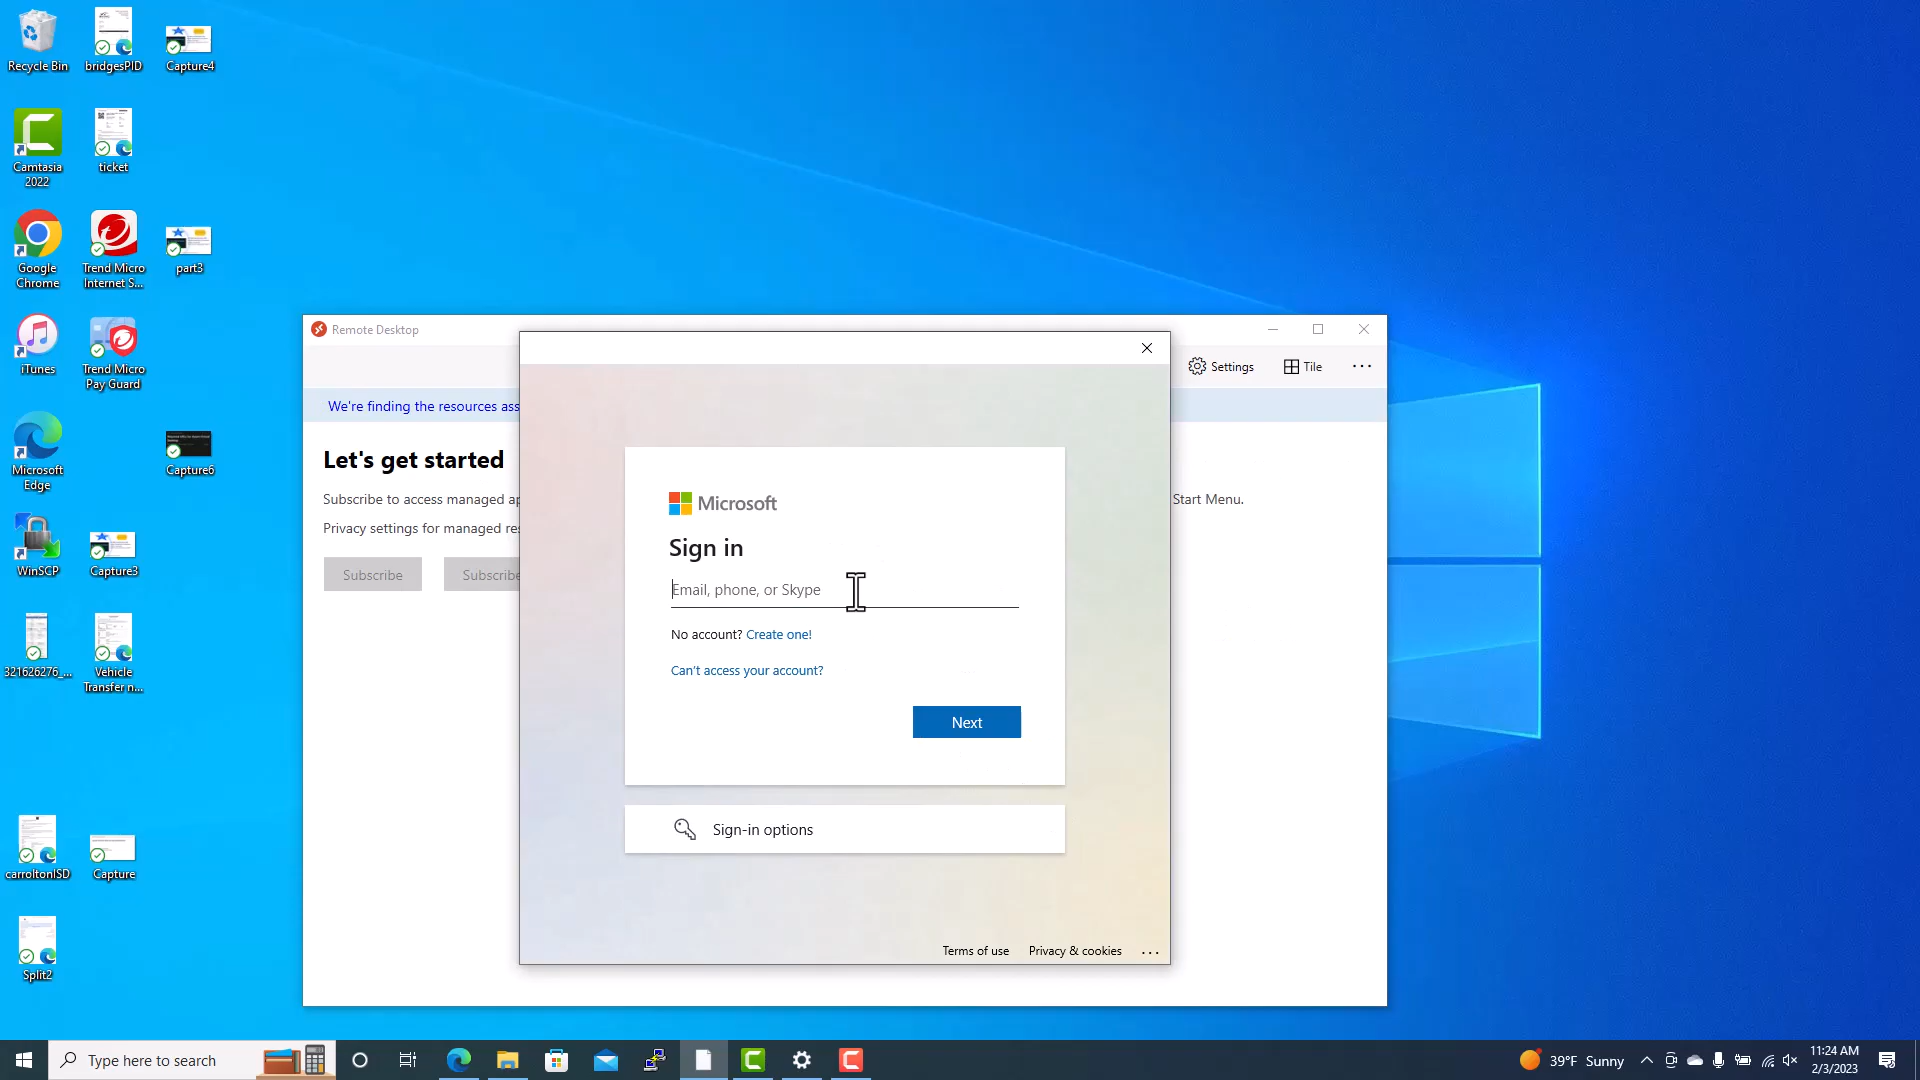 Recycle Bin
bridgesPID
Capture4
Camtasia
2022
ticket
Google
Chrome
Trend Micro
Internet S...
part3
iTunes
Trend Micro
Pay Guard
Microsoft
Edge
Capture6
WinSCP
Capture3
321626276_...
Vehicle
Transfer n...
carroltonISD
Capture
Split2
Remote Desktop
Settings
Tile
We're finding the resources ass
Let's get started
Subscribe to access managed ap
Start Menu.
Privacy settings for managed res
Subscribe
Subscribe
Microsoft
Sign in
Email, phone, or Skype
No account? Create one!
Can't access your account?
Next
Sign-in options
Terms of use
Privacy & cookies
Type here to search
39°F Sunny
11:24 AM
2/3/2023